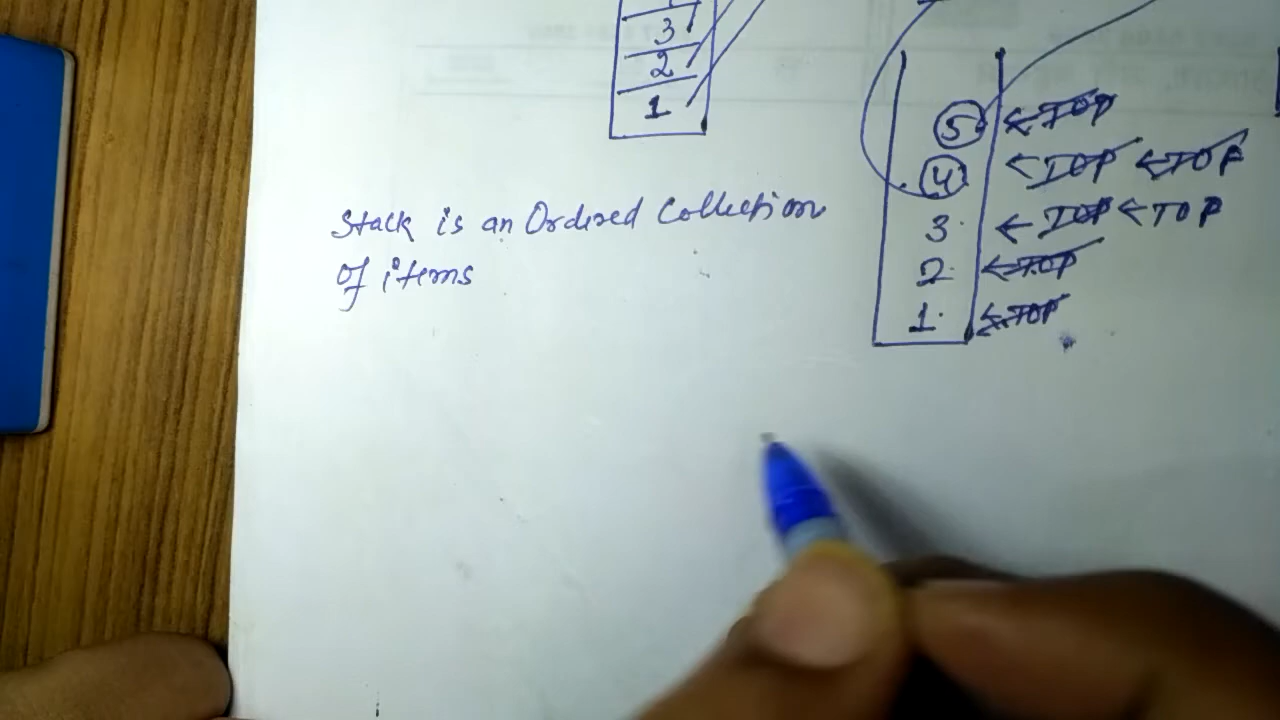 3
2
1
5 ← TOP
4 ← TOP ← TOP
3 ← TOP ← TOP
2 ← TOP
1 ← TOP
Stack is an Ordered Collection
Of items